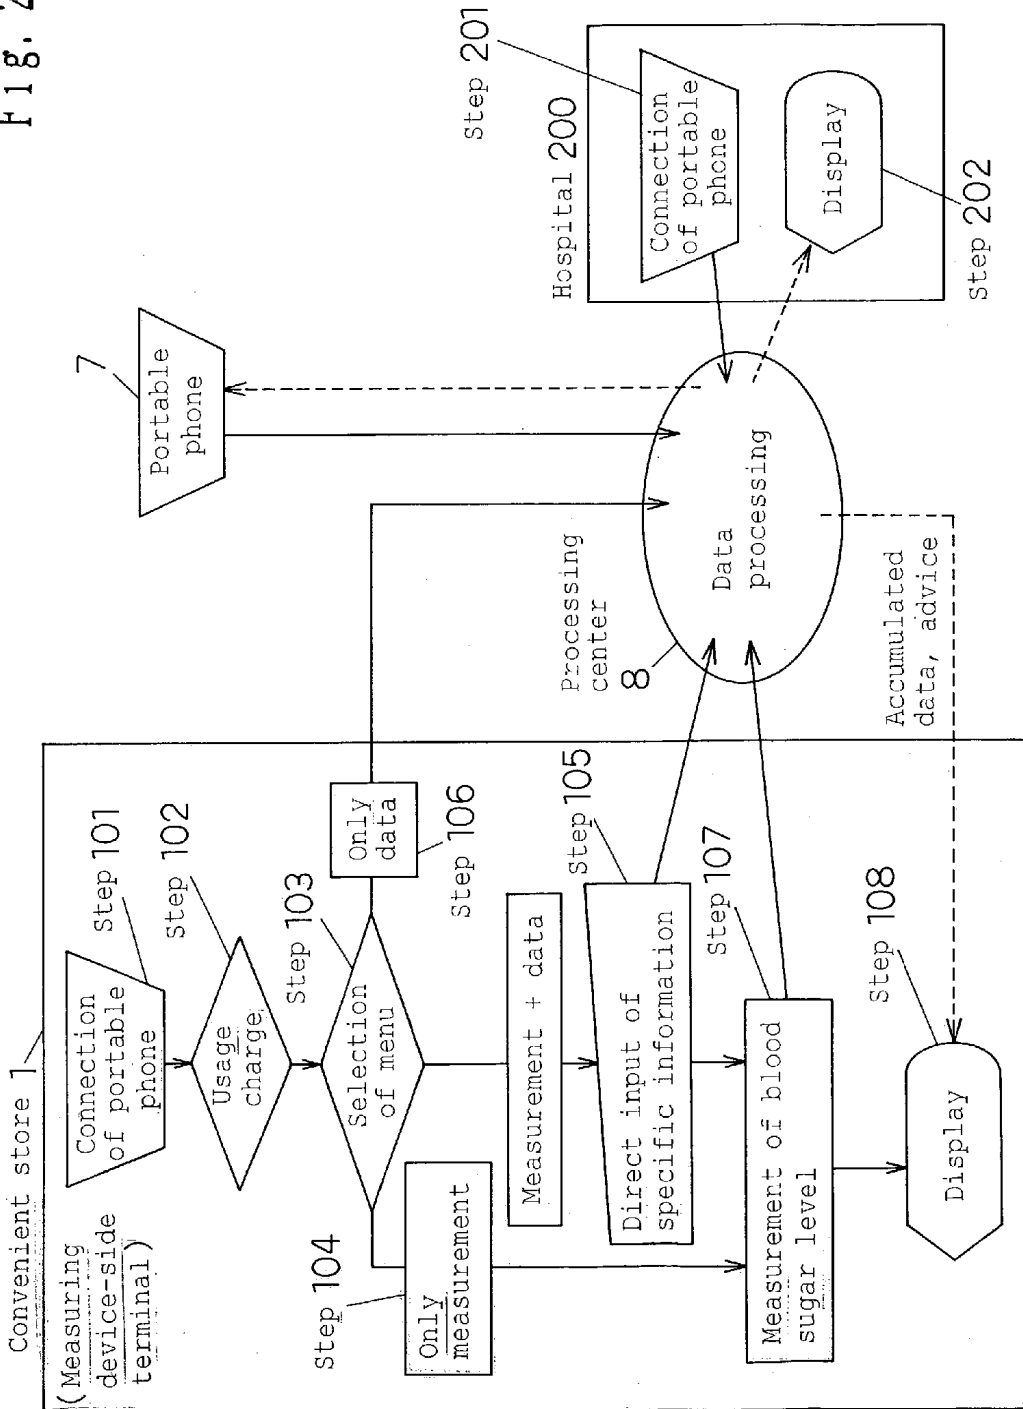 Fig. 2
Convenient store 1
(Measuring
device-side
terminal)
Connection
of portable
phone
Step 101
Usage
charge
Step 102
Selection
of menu
Step 103
Step 104
Only
measurement
Measurement + data
Only
data
Step 106
Direct input of
specific information
Step 105
Measurement of blood
sugar level
Step 107
Display
Step 108
Portable
phone
7
Processing
center
8
Data
processing
Accumulated
data, advice
Hospital 200
Connection
of portable
phone
Step 201
Display
Step 202